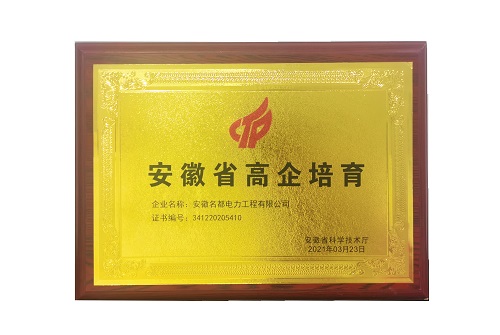 安徽省高企培育
企业名称：安徽名都电力工程有限公司
证书编号：341220205410
安徽省科学技术厅
2021年03月23日